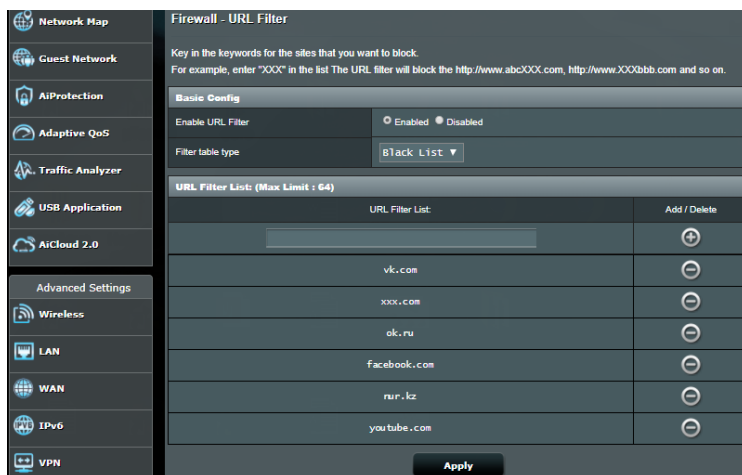 Network Map
Guest Network
AiProtection
Adaptive QoS
Traffic Analyzer
USB Application
AiCloud 2.0
Advanced Settings
Wireless
LAN
WAN
IPv6
VPN
Firewall - URL Filter
Key in the keywords for the sites that you want to block.
For example, enter "XXX" in the list The URL filter will block the http://www.abcXXX.com, http://www.XXXbbb.com and so on.
Basic Config
Enable URL Filter Enabled Disabled
Filter table type Black List
URL Filter List: (Max Limit : 64)
URL Filter List: Add / Delete
vk.com
xxx.com
ok.ru
facebook.com
nur.kz
youtube.com
Apply